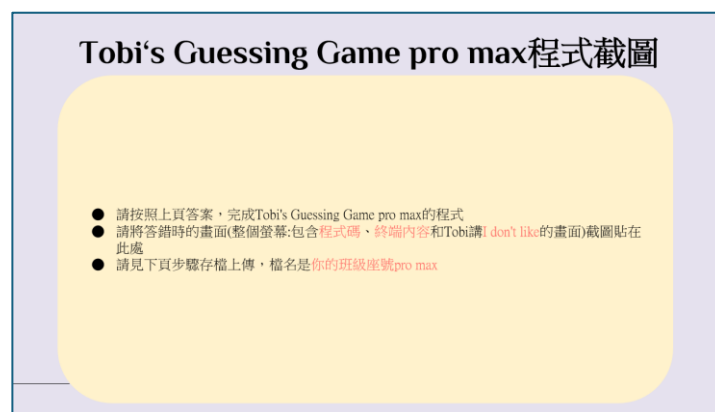 Tobi‘s Guessing Game pro max程式截圖
● 請按照上頁答案，完成Tobi's Guessing Game pro max的程式
● 請將答錯時的畫面(整個螢幕:包含程式碼、終端內容和Tobi講I don't like的畫面)截圖貼在
此處
● 請見下頁步驟存檔上傳，檔名是你的班級座號pro max